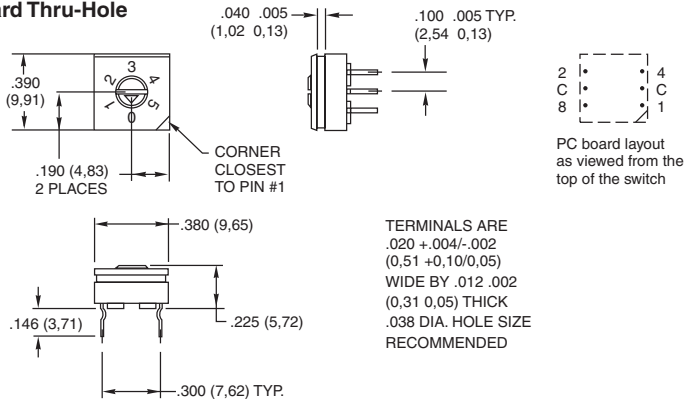 ard Thru-Hole
.040 .005
(1,02 0,13)
.100 .005 TYP.
(2,54 0,13)
.390
(9,91)
0
1
2
3
4
5
.190 (4,83)
2 PLACES
CORNER
CLOSEST
TO PIN #1
2
C
8
4
C
1
PC board layout
as viewed from the
top of the switch
.380 (9,65)
.146 (3,71)
.225 (5,72)
.300 (7,62) TYP.
TERMINALS ARE
.020 +.004/-.002
(0,51 +0,10/0,05)
WIDE BY .012 .002
(0,31 0,05) THICK
.038 DIA. HOLE SIZE
RECOMMENDED